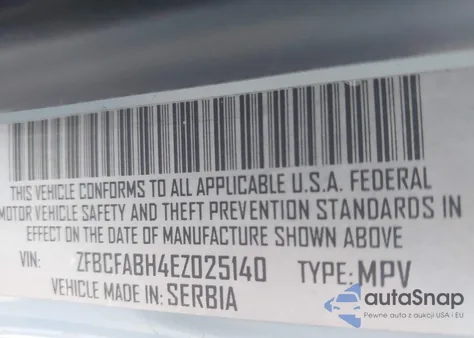 THIS VEHICLE CONFORMS TO ALL APPLICABLE U.S.A. FEDERAL
MOTOR VEHICLE SAFETY AND THEFT PREVENTION STANDARDS IN
EFFECT ON THE DATE OF MANUFACTURE SHOWN ABOVE
VIN: ZFBCFABH4EZ025140 TYPE: MPV
VEHICLE MADE IN: SERBIA
autoSnap
Pewne auto z aukcji USA i EU